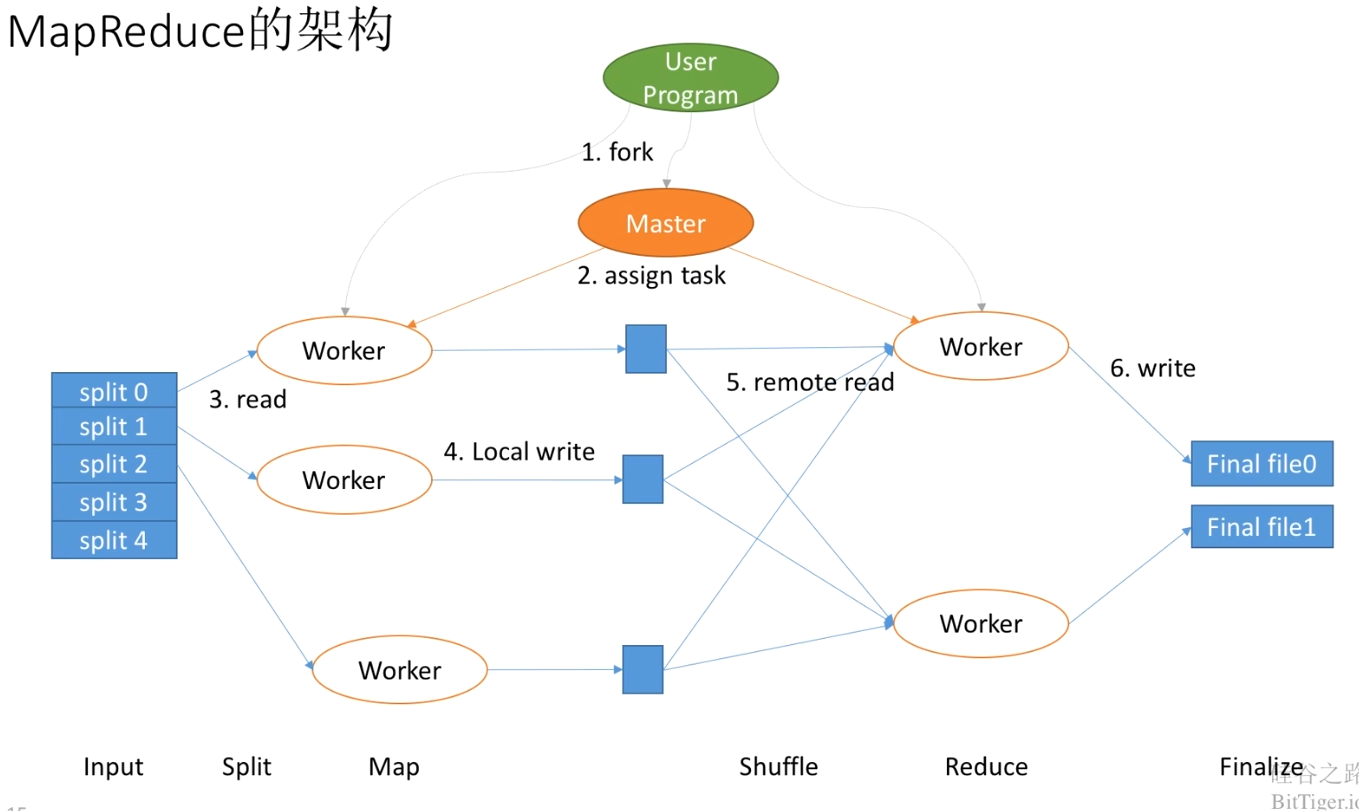 MapReduce的架构
User
Program
1. fork
Master
2. assign task
Worker
Worker
3. read
5. remote read
6. write
split 0
split 1
split 2
split 3
split 4
Worker
4. Local write
Final file0
Final file1
Worker
Worker
Input
Split
Map
Shuffle
Reduce
Finalize
硅谷之路
BitTiger.io
15